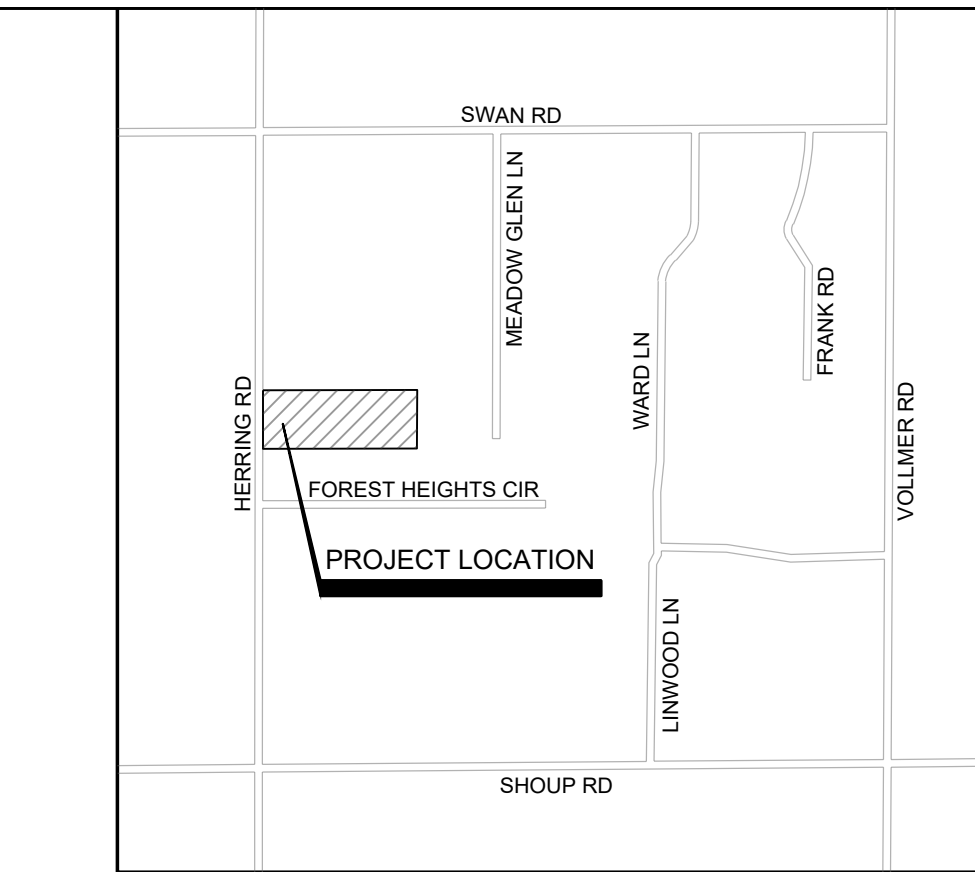 SWAN RD
MEADOW GLEN LN
FRANK RD
WARD LN
HERRING RD
VOLLMER RD
FOREST HEIGHTS CIR
PROJECT LOCATION
LINWOOD LN
SHOUP RD